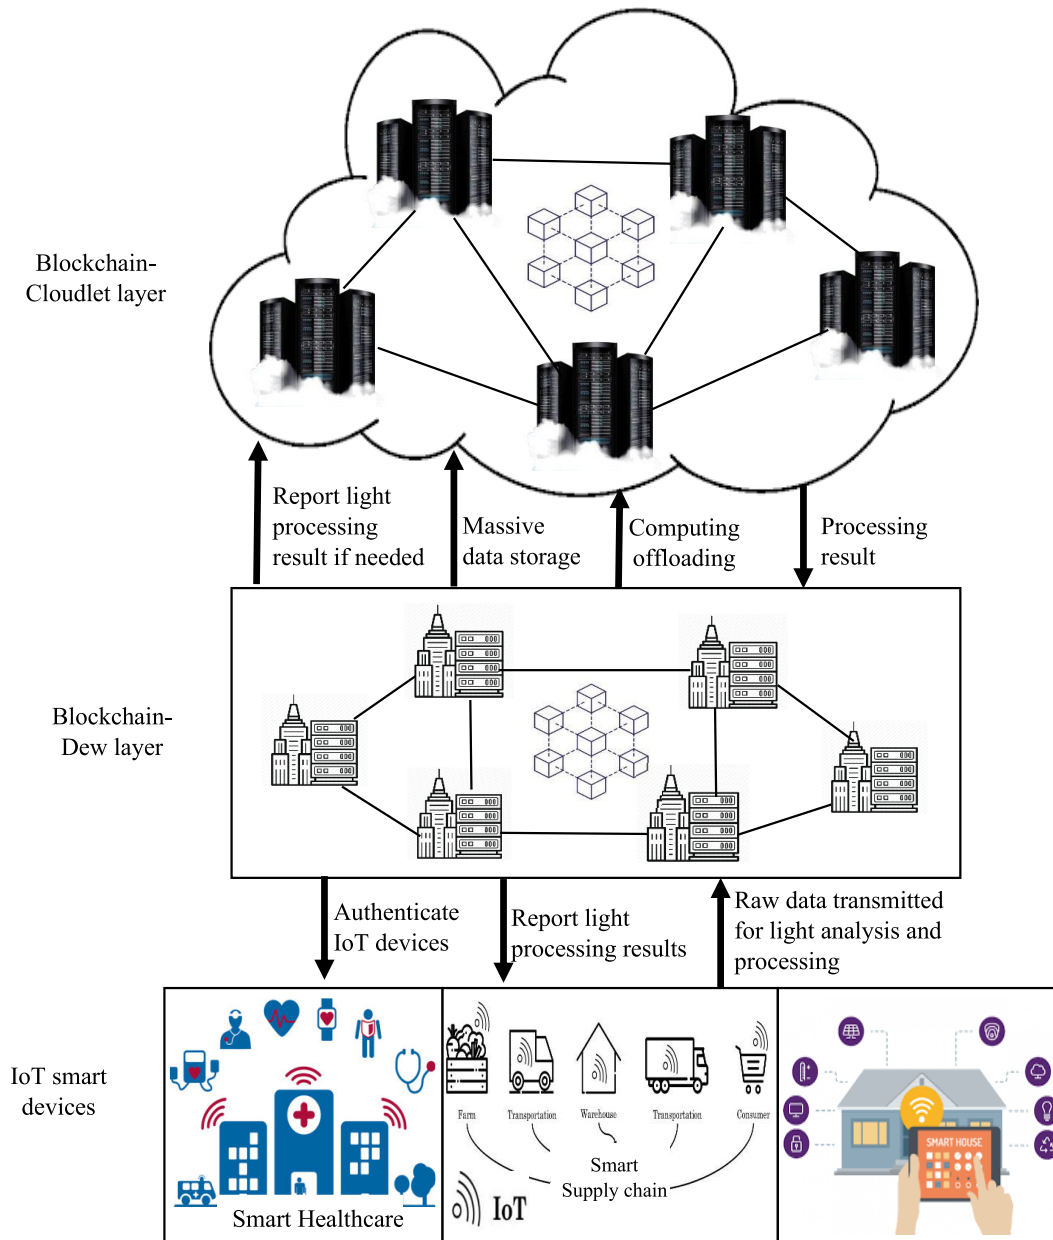 Blockchain-
Cloudlet layer
Report light
processing
result if needed
Massive
data storage
Computing
offloading
Processing
result
Blockchain-
Dew layer
Authenticate
IoT devices
Report light
processing results
Raw data transmitted
for light analysis and
processing
IoT smart
devices
Smart Healthcare
Farm
Transportation
Warehouse
Transportation
Consumer
Smart
Supply chain
IoT
SMART HOUSE